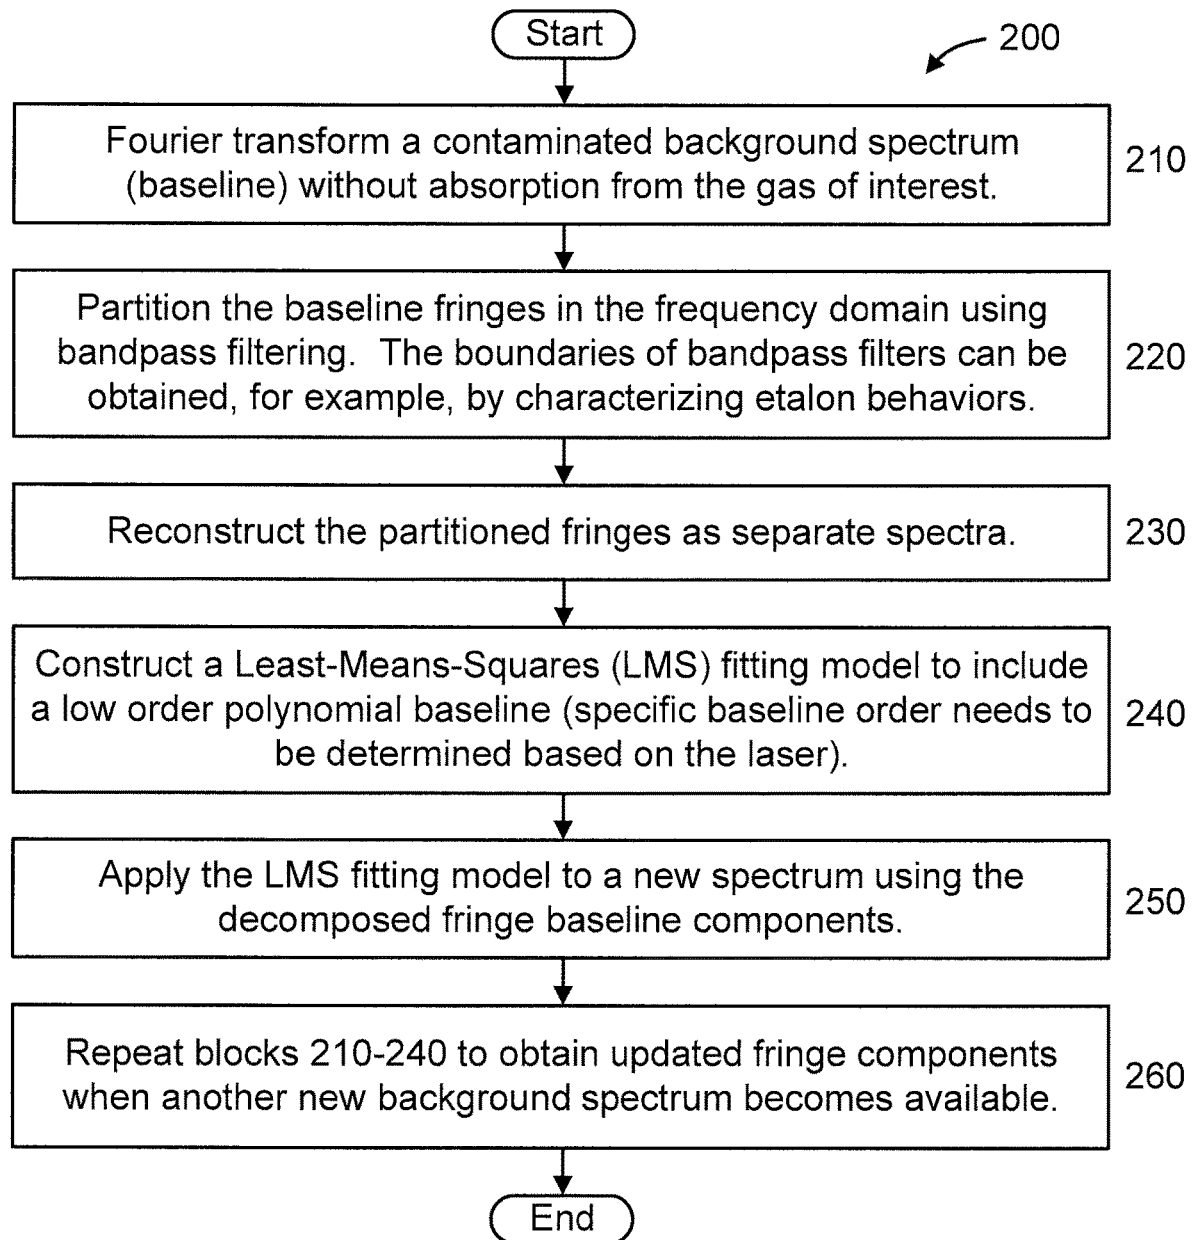 Start
200
Fourier transform a contaminated background spectrum
(baseline) without absorption from the gas of interest.
210
Partition the baseline fringes in the frequency domain using
bandpass filtering. The boundaries of bandpass filters can be
obtained, for example, by characterizing etalon behaviors.
220
Reconstruct the partitioned fringes as separate spectra.
230
Construct a Least-Means-Squares (LMS) fitting model to include
a low order polynomial baseline (specific baseline order needs to
be determined based on the laser).
240
Apply the LMS fitting model to a new spectrum using the
decomposed fringe baseline components.
250
Repeat blocks 210-240 to obtain updated fringe components
when another new background spectrum becomes available.
260
End